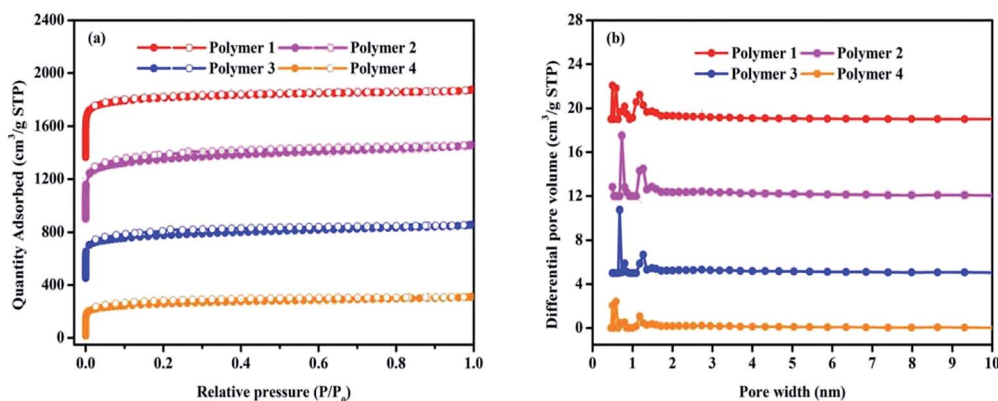 (a)
Polymer 1 Polymer 2
Polymer 3 Polymer 4
Quantity Adsorbed (cm³/g STP)
2400
2000
1600
1200
800
400
0
0.0 0.2 0.4 0.6 0.8 1.0
Relative pressure (P/P₀)
(b)
Polymer 1 Polymer 2
Polymer 3 Polymer 4
Differential pore volume (cm³/g STP)
28
24
20
16
12
8
4
0
0 1 2 3 4 5 6 7 8 9 10
Pore width (nm)